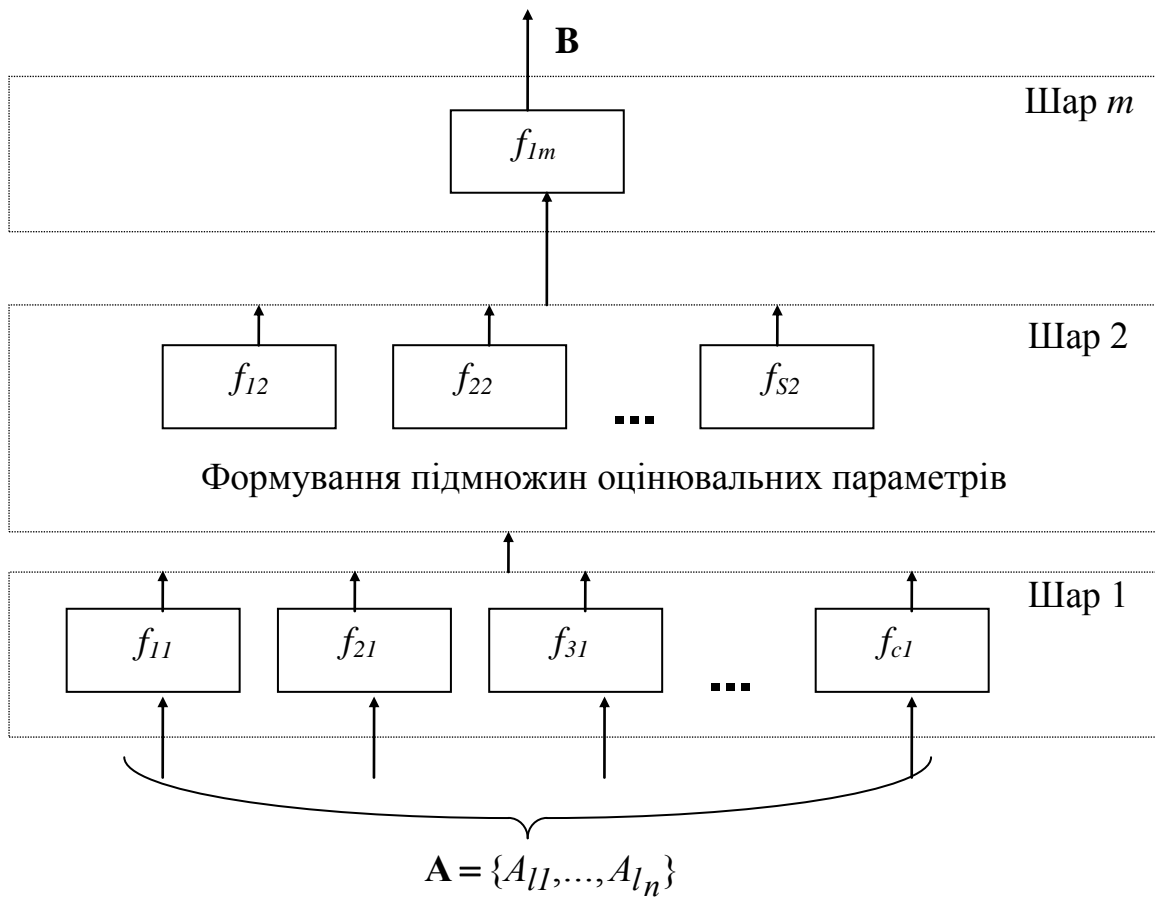 B
Шар m
f1m
Шар 2
f12 f22 ... fS2
Формування підмножин оцінювальних параметрів
Шар 1
f11 f21 f31 ... fc1
A = {Al1,..., Aln}